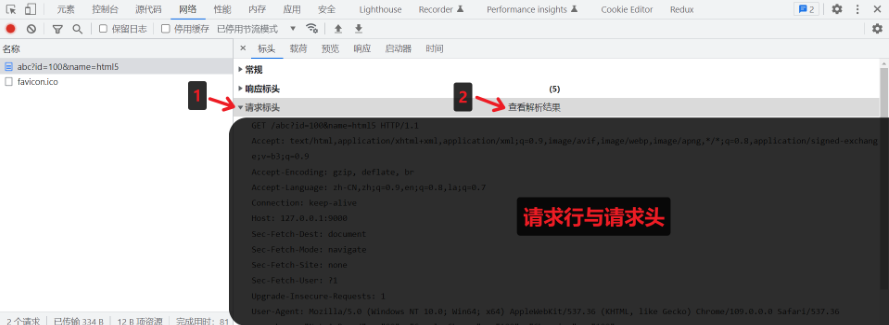 元素 控制台 源代码 网络 性能 内存 应用 安全 Lighthouse Recorder Performance insights Cookie Editor Redux 2
保留日志 停用缓存 已停用节流模式
名称
标头 载荷 预览 响应 启动器 时间
abc?id=100&name=html5
favicon.ico
常规
响应标头 (5)
1
2
请求标头 查看解析结果
GET /abc?id=100&name=html5 HTTP/1.1
Accept: text/html,application/xhtml+xml,application/xml;q=0.9,image/avif,image/webp,image/apng,*/*;q=0.8,application/signed-exchang
e;v=b3;q=0.9
Accept-Encoding: gzip, deflate, br
Accept-Language: zh-CN,zh;q=0.9,en;q=0.8,la;q=0.7
Connection: keep-alive
Host: 127.0.0.1:9000
Sec-Fetch-Dest: document
Sec-Fetch-Mode: navigate
Sec-Fetch-Site: none
Sec-Fetch-User: ?1
Upgrade-Insecure-Requests: 1
User-Agent: Mozilla/5.0 (Windows NT 10.0; Win64; x64) AppleWebKit/537.36 (KHTML, like Gecko) Chrome/109.0.0.0 Safari/537.36
请求行与请求头
2 个请求 已传输 334 B 12 B 项资源 完成用时：81